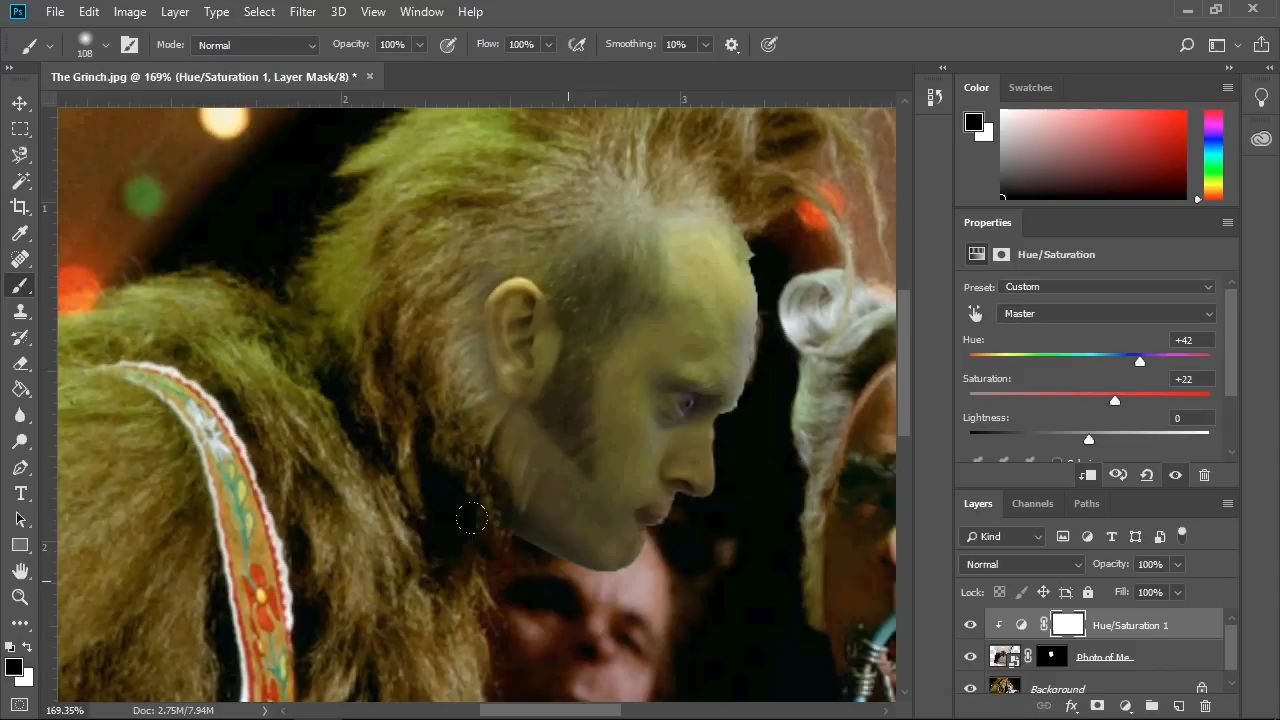 Ps File Edit Image Layer Type Select Filter 3D View Window Help
108 Mode: Normal Opacity: 100% Flow: 100% Smoothing: 10%
The Grinch.jpg @ 169% (Hue/Saturation 1, Layer Mask/8) *
2 3
1
2
Color Swatches
Properties
Hue/Saturation
Preset: Custom
Master
Hue: +42
Saturation: +22
Lightness: 0
Layers Channels Paths
Kind
Normal Opacity: 100%
Lock: Fill: 100%
Hue/Saturation 1
Photo of Me
Background
169.35% Doc: 2.75M/7.94M